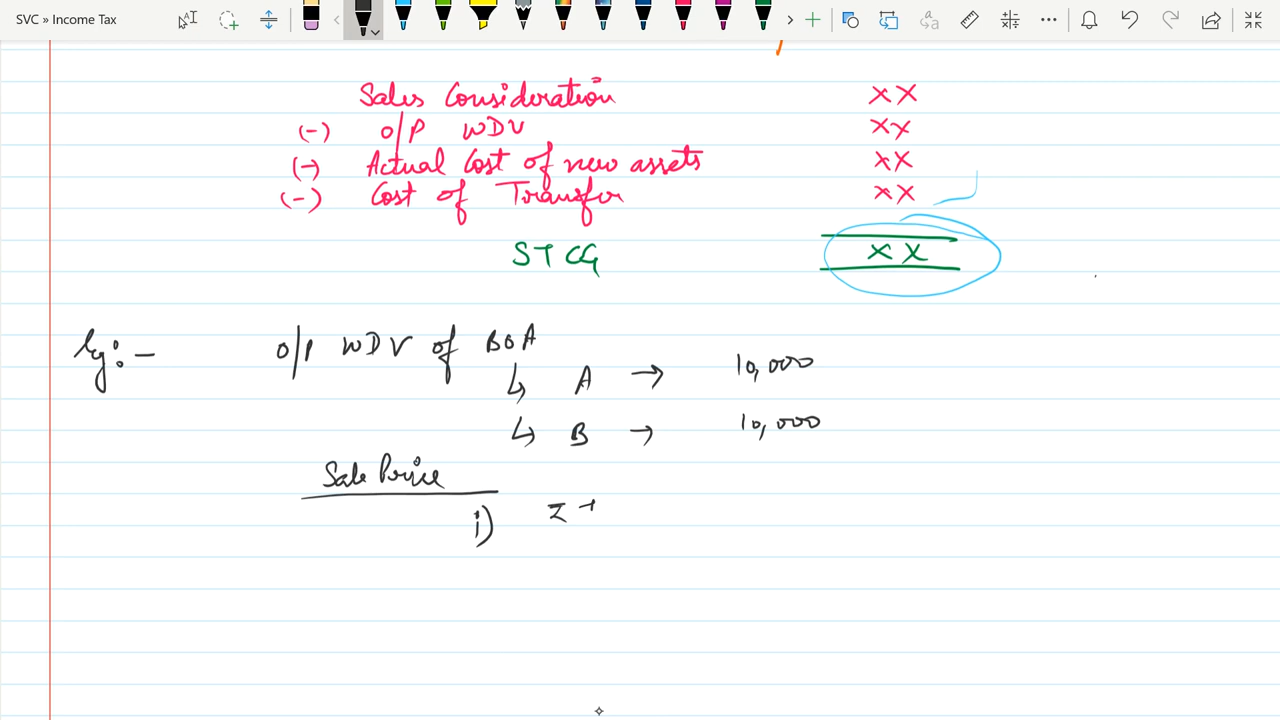 SVC » Income Tax
Sales Consideration XX
(-) O/P WDV XX
(-) Actual Cost of new assets XX
(-) Cost of Transfer XX
STCG XX
Eg:- O/P WDV of BOA
↳ A → 10,000
↳ B → 10,000
Sale Price
i)